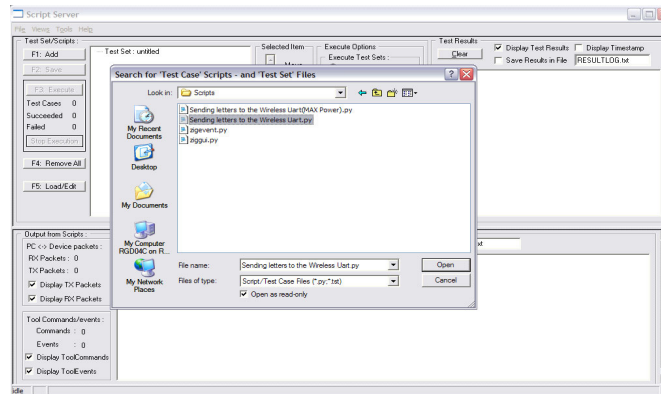 Script Server
File Views Tools Help
Test Set/Scripts :
F1: Add
F2: Save
F3: Execute
Test Cases 0
Succeeded 0
Failed 0
Stop Execution
F4: Remove All
F5: Load/Edit
Test Set : untitled
Selected Item
Move
Execute Options
Execute Test Sets :
Test Results
Clear
Display Test Results
Display Timestamp
Save Results in File
RESULTLOG.txt
Search for 'Test Case' Scripts - and 'Test Set' Files
Look in:
Scripts
Sending letters to the Wireless Uart(MAX Power).py
Sending letters to the Wireless Uart.py
zigevent.py
ziggui.py
My Recent
Documents
Desktop
My Documents
My Computer
RGD04C on R...
My Network
Places
File name:
Sending letters to the Wireless Uart.py
Open
Files of type:
Script/Test Case Files (*.py;*.tst)
Cancel
Open as read-only
Output from Scripts :
PC <-> Device packets :
RX Packets : 0
TX Packets : 0
Display TX Packets
Display RX Packets
Tool Commands/events :
Commands : 0
Events : 0
Display ToolCommands
Display ToolEvents
idle